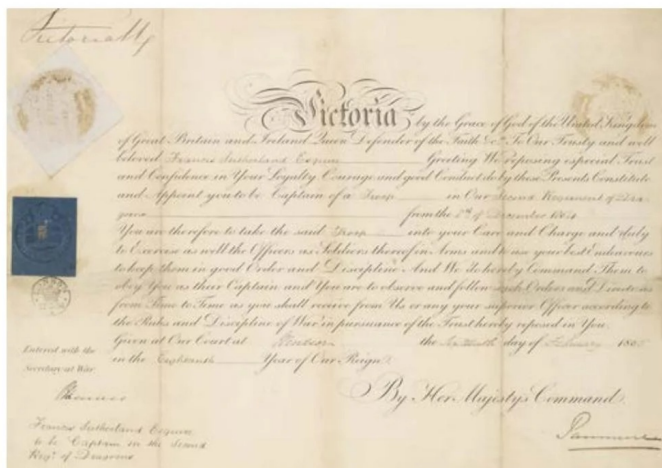 Victoria R
Victoria by the Grace of God of the United Kingdom
of Great Britain and Ireland Queen Defender of the Faith &c. To Our Trusty and well
beloved Francis Sutherland Esquire Greeting We reposing especial Trust
and Confidence in Your Loyalty Courage and good Conduct do by these Presents Constitute
and Appoint you to be Captain of a Troop in Our Second Regiment of Dra
goons from the 8th of December 1854
You are therefore to take the said Troop into your Care and Charge and duly
to Exercise as well the Officers as Soldiers thereof in Arms and to use your best Endeavours
to keep them in good Order and Discipline And We do hereby Command Them to
obey You as their Captain and You are to observe and follow such Orders and Directions
from Time to Time as you shall receive from Us or any your superior Officer according to
the Rules and Discipline of War in pursuance of the Trust hereby reposed in You
Given at Our Court at Windsor the day of February 185
in the Eighteenth Year of Our Reign
By Her Majesty's Command
Panmure
Entered with the
Secretary at War
Francis Sutherland Esquire
to be Captain in the Second
Regt. of Dragoons